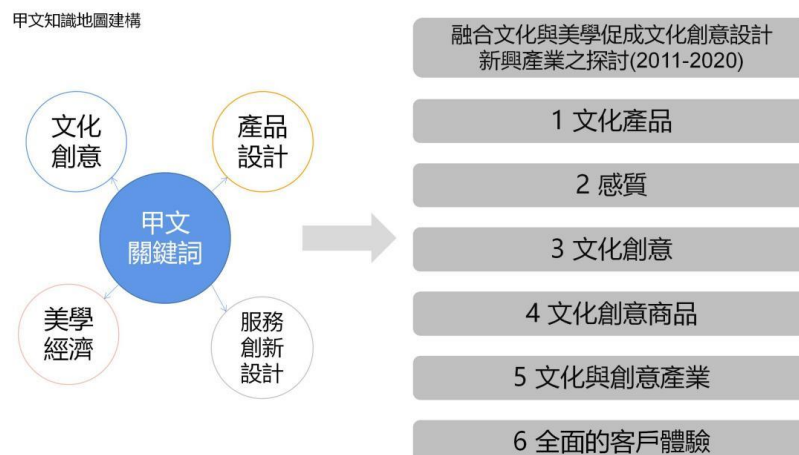 甲文知識地圖建構
文化
創意
產品
設計
甲文
關鍵詞
美學
經濟
服務
創新
設計
融合文化與美學促成文化創意設計
新興產業之探討(2011-2020)
1 文化產品
2 感質
3 文化創意
4 文化創意商品
5 文化與創意產業
6 全面的客戶體驗